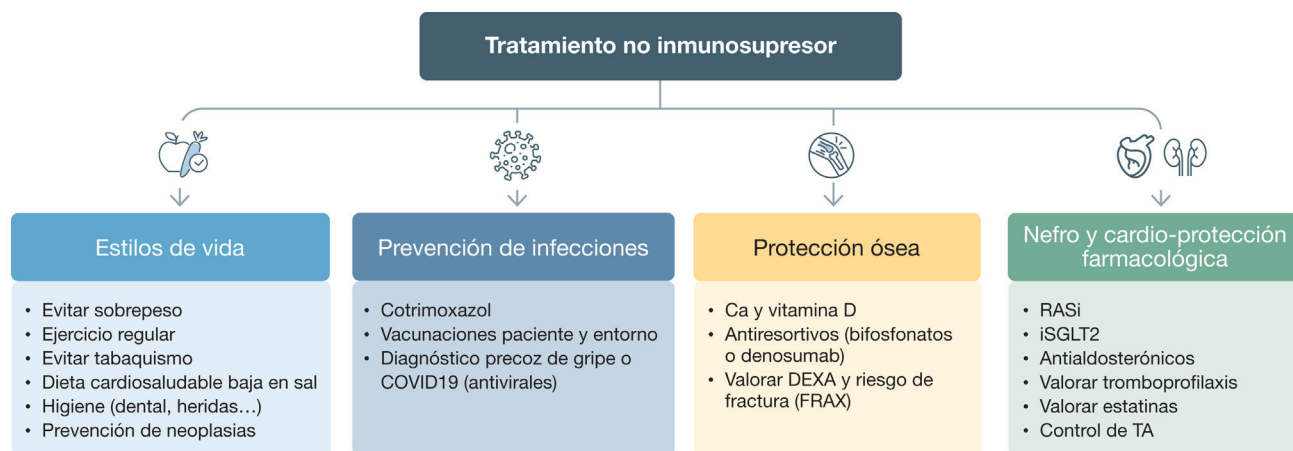 Tratamiento no inmunosupresor
Estilos de vida
• Evitar sobrepeso
• Ejercicio regular
• Evitar tabaquismo
• Dieta cardiosaludable baja en sal
• Higiene (dental, heridas…)
• Prevención de neoplasias
Prevención de infecciones
• Cotrimoxazol
• Vacunaciones paciente y entorno
• Diagnóstico precoz de gripe o
COVID19 (antivirales)
Protección ósea
• Ca y vitamina D
• Antiresortivos (bifosfonatos
o denosumab)
• Valorar DEXA y riesgo de
fractura (FRAX)
Nefro y cardio-protección
farmacológica
• RASi
• iSGLT2
• Antialdosterónicos
• Valorar tromboprofilaxis
• Valorar estatinas
• Control de TA